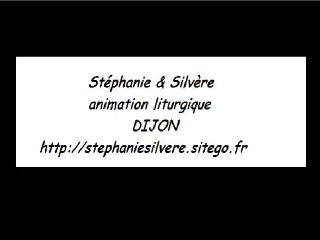 Stéphanie & Silvère
animation liturgique
DIJON
http://stephaniesilvere.sitego.fr